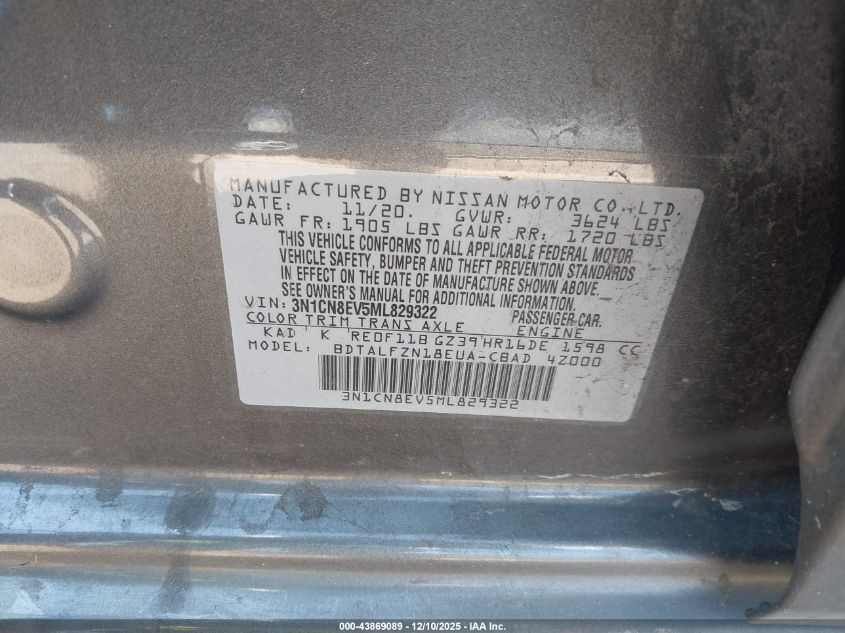 MANUFACTURED BY NISSAN MOTOR CO., LTD.
DATE: 11/20. GVWR: 3624 LBS
GAWR FR: 1905 LBS GAWR RR: 1720 LBS
THIS VEHICLE CONFORMS TO ALL APPLICABLE FEDERAL MOTOR
VEHICLE SAFETY, BUMPER AND THEFT PREVENTION STANDARDS
IN EFFECT ON THE DATE OF MANUFACTURE SHOWN ABOVE.
SEE OWNER'S MANUAL FOR ADDITIONAL INFORMATION.
VIN: 3N1CN8EV5ML829322 PASSENGER-CAR.
COLOR TRIM TRANS AXLE ENGINE
KAD K RE0F11B GZ39 HR16DE 1598 CC
MODEL: BDTALFZN18EUA-CBAD 4Z000
3N1CN8EV5ML829322
000-43869089 - 12/10/2025 - IAA Inc.